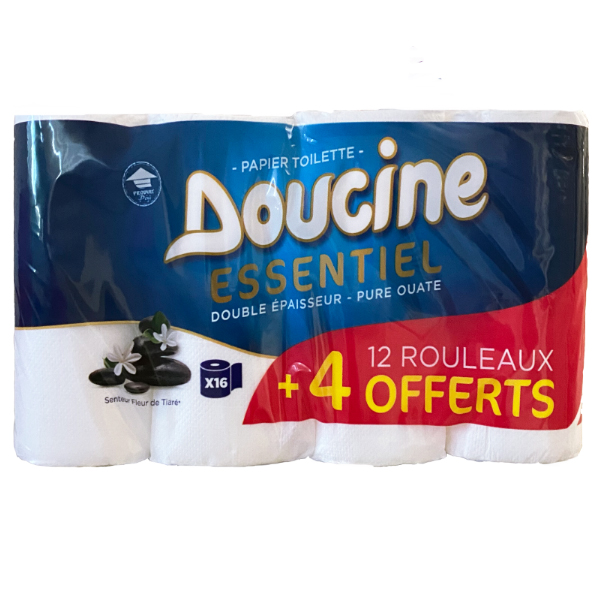 - PAPIER TOILETTE -
Doucine
ESSENTIEL
DOUBLE ÉPAISSEUR - PURE OUATE
X16
Senteur Fleur de Tiaré
12 ROULEAUX
+4 OFFERTS